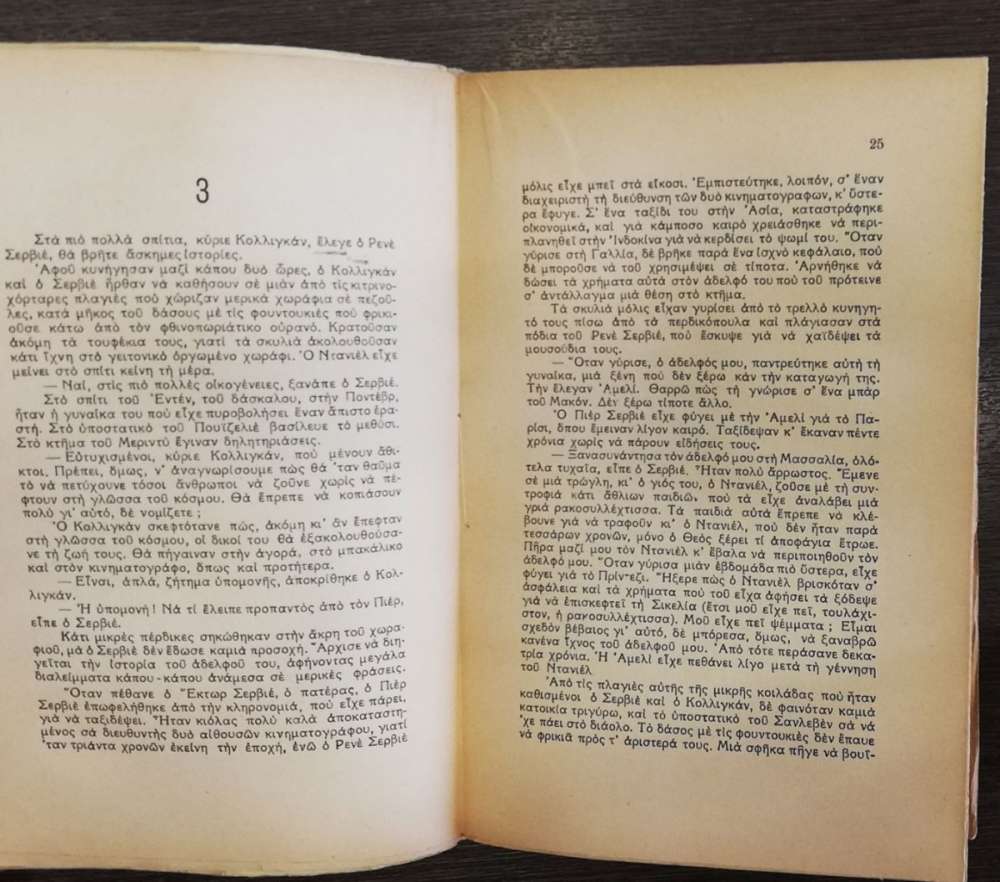 3
Στὰ πιὸ πολλὰ σπίτια, κύριε Κολλιγκάν, ἔλεγε ὁ Ρενὲ
Σερβιέ, θὰ βρῆτε ἄσκημες ἱστορίες.
Ἀφοῦ κυνήγησαν μαζὶ κάπου δυὸ ὧρες, ὁ Κολλιγκάν
καὶ ὁ Σερβιέ ἦρθαν νὰ καθήσουν σὲ μιὰν ἀπὸ τὶς κιτρινο-
χόρταρες πλαγιὲς ποὺ χώριζαν μερικὰ χωράφια σὲ πεζοῦ-
λες, κατὰ μῆκος τοῦ δάσους μὲ τὶς φουντουκιὲς ποὺ φρικι-
οῦσε κάτω ἀπὸ τὸν φθινοπωριάτικο οὐρανό. Κρατοῦσαν
ἀκόμη τὰ τουφέκια τους, γιατὶ τὰ σκυλιὰ ἀκολουθοῦσαν
κάτι ἴχνη στὸ γειτονικὸ ὀργωμένο χωράφι. Ὁ Ντανιέλ εἶχε
μείνει στὸ σπίτι κείνη τὴ μέρα.
— Ναί, στὶς πιὸ πολλὲς οἰκογένειες, ξανάπε ὁ Σερβιέ.
Στὸ σπίτι τοῦ Ἐντέν, τοῦ δάσκαλου, στὴν Ποντέβρ,
ἦταν ἡ γυναίκα του ποὺ εἶχε πυροβολήσει ἕναν ἄπιστο ἐρα-
στή. Στὸ ὑποστατικὸ τοῦ Πουϊζελιέ βασίλευε τὸ μεθύσι.
Στὸ κτῆμα τοῦ Μεριντὺ ἔγιναν δηλητηριάσεις.
— Εὐτυχισμένοι, κύριε Κολλιγκάν, ποὺ μένουν ἄθι-
κτοι. Πρέπει, ὅμως, ν' ἀναγνωρίσουμε πὼς θά 'ταν θαῦμα
τὸ νὰ πετύχουνε τόσοι ἄνθρωποι νὰ ζοῦνε χωρὶς νὰ πέ-
φτουν στὴ γλῶσσα τοῦ κόσμου. Θὰ ἔπρεπε νὰ κοπιάσουν
πολὺ γι' αὐτό, δὲ νομίζετε ;
Ὁ Κολλιγκάν σκεφτότανε πώς, ἀκόμη κι' ἂν ἔπεφταν
στὴ γλῶσσα τοῦ κόσμου, οἱ δικοί του θὰ ἐξακολουθούσα-
νε τὴ ζωή τους. Θὰ πήγαιναν στὴν ἀγορά, στὸ μπακάλικο
καὶ στὸν κινηματογράφο, ὅπως καὶ προτήτερα.
— Εἶναι, ἁπλά, ζήτημα ὑπομονῆς, ἀποκρίθηκε ὁ Κολ-
λιγκάν.
— Ἡ ὑπομονή ! Νὰ τί ἔλειπε προπαντὸς ἀπὸ τὸν Πιέρ,
εἶπε ὁ Σερβιέ.
Κάτι μικρὲς πέρδικες σηκώθηκαν στὴν ἄκρη τοῦ χωρα-
φιοῦ, μὰ ὁ Σερβιέ δὲν ἔδωσε καμιὰ προσοχή. Ἄρχισε νὰ διη-
γεῖται τὴν ἱστορία τοῦ ἀδελφοῦ του, ἀφήνοντας μεγάλα
διαλείμματα κάπου-κάπου ἀνάμεσα σὲ μερικὲς φράσεις.
Ὅταν πέθανε ὁ Ἕκτωρ Σερβιέ, ὁ πατέρας, ὁ Πιέρ
Σερβιέ ἐπωφελήθηκε ἀπὸ τὴν κληρονομιά, ποὺ εἶχε πάρει,
γιὰ νὰ ταξιδέψει. Ἦταν κιόλας πολὺ καλὰ ἀποκαταστη-
μένος σὰ διευθυντὴς δυὸ αἰθουσῶν κινηματογράφου, γιατὶ
ἦταν τριάντα χρονῶν ἐκείνη τὴν ἐποχή, ἐνῶ ὁ Ρενὲ Σερβιέ
25
μόλις εἶχε μπεῖ στὰ εἴκοσι. Ἐμπιστεύτηκε, λοιπόν, σ' ἕναν
διαχειριστὴ τὴ διεύθυνση τῶν δυὸ κινηματογράφων, κ' ὕστε-
ρα ἔφυγε. Σ' ἕνα ταξίδι του στὴν Ἀσία, καταστράφηκε
οἰκονομικά, καὶ γιὰ κάμποσο καιρὸ χρειάσθηκε νὰ περι-
πλανηθεῖ στὴν Ἰνδοκίνα γιὰ νὰ κερδίσει τὸ ψωμί του. Ὅταν
γύρισε στὴ Γαλλία, δὲ βρῆκε παρὰ ἕνα ἰσχνὸ κεφάλαιο, ποὺ
δὲ μποροῦσε νὰ τοῦ χρησιμέψει σὲ τίποτα. Ἀρνήθηκε νὰ
δώσει τὰ χρήματα αὐτὰ στὸν ἀδελφό του ποὺ τοῦ πρότεινε
σ' ἀντάλλαγμα μιὰ θέση στὸ κτῆμα.
Τὰ σκυλιὰ μόλις εἶχαν γυρίσει ἀπὸ τὸ τρελλὸ κυνηγη-
τό τους πίσω ἀπὸ τὰ περδικόπουλα καὶ πλάγιασαν στὰ
πόδια τοῦ Ρενὲ Σερβιέ, ποὺ ἔσκυψε γιὰ νὰ χαϊδέψει τὰ
μουσούδια τους.
— Ὅταν γύρισε, ὁ ἀδελφός μου, παντρεύτηκε αὐτὴ τὴ
γυναίκα, μιὰ ξένη ποὺ δὲν ξέρω κἂν τὴν καταγωγή της.
Τὴν ἔλεγαν Ἀμελί. Θαρρῶ πὼς τὴ γνώρισε σ' ἕνα μπὰρ
τοῦ Μακόν. Δὲν ξέρω τίποτε ἄλλο.
Ὁ Πιέρ Σερβιέ εἶχε φύγει μὲ τὴν Ἀμελί γιὰ τὸ Πα-
ρίσι, ὅπου ἔμειναν λίγον καιρό. Ταξίδεψαν κ' ἔκαναν πέντε
χρόνια χωρὶς νὰ πάρουν εἰδήσεις τους.
— Ξανασυνάντησα τὸν ἀδελφό μου στὴ Μασσαλία, ὁλό-
τελα τυχαῖα, εἶπε ὁ Σερβιέ. Ἦταν πολὺ ἄρρωστος. Ἔμενε
σὲ μιὰ τρώγλη, κι' ὁ γιός του, ὁ Ντανιέλ, ζοῦσε μὲ τὴ συν-
τροφιὰ κάτι ἄθλιων παιδιῶν, ποὺ τὰ εἶχε ἀναλάβει μιὰ
γριὰ ρακοσυλλέχτισσα. Τὰ παιδιὰ αὐτὰ ἔπρεπε νὰ κλέ-
βουνε γιὰ νὰ τραφοῦν κι' ὁ Ντανιέλ, ποὺ δὲν ἦταν παρὰ
τεσσάρων χρονῶν, μόνο ὁ Θεὸς ξέρει τί ἀποφάγια ἔτρωε.
Πῆρα μαζί μου τὸν Ντανιέλ κ' ἔβαλα νὰ περιποιηθοῦν τὸν
ἀδελφό μου. Ὅταν γύρισα μιὰν ἑβδομάδα πιὸ ὕστερα, εἶχε
φύγει γιὰ τὸ Πρίν-εζι. Ἤξερε πὼς ὁ Ντανιέλ βρισκόταν σ'
ἀσφάλεια καὶ τὰ χρήματα ποὺ τοῦ εἶχα ἀφήσει τὰ ξόδεψε
γιὰ νὰ ἐπισκεφτεῖ τὴ Σικελία (ἔτσι μοῦ εἶχε πεῖ, τουλάχι-
στον, ἡ ρακοσυλλέχτισσα). Μοῦ εἶχε πεῖ ψέμματα ; Εἶμαι
σχεδὸν βέβαιος γι' αὐτό, δὲ μπόρεσα, ὅμως, νὰ ξαναβρῶ
κανένα ἴχνος τοῦ ἀδελφοῦ μου. Ἀπὸ τότε περάσανε δεκα-
τρία χρόνια. Ἡ Ἀμελί εἶχε πεθάνει λίγο μετὰ τὴ γέννηση
τοῦ Ντανιέλ.
Ἀπὸ τὶς πλαγιὲς αὐτῆς τῆς μικρῆς κοιλάδας ποὺ ἦταν
καθισμένοι ὁ Σερβιέ καὶ ὁ Κολλιγκάν, δὲ φαινόταν καμιὰ
κατοικία τριγύρω, καὶ τὸ ὑποστατικὸ τοῦ Σανλεβέν σὰ νὰ
'χε πάει στὸ διάολο. Τὸ δάσος μὲ τὶς φουντουκιὲς δὲν ἔπαυε
νὰ φρικιᾶ πρὸς τ' ἀριστερά τους. Μιὰ σφῆκα πῆγε νὰ βουΐ-